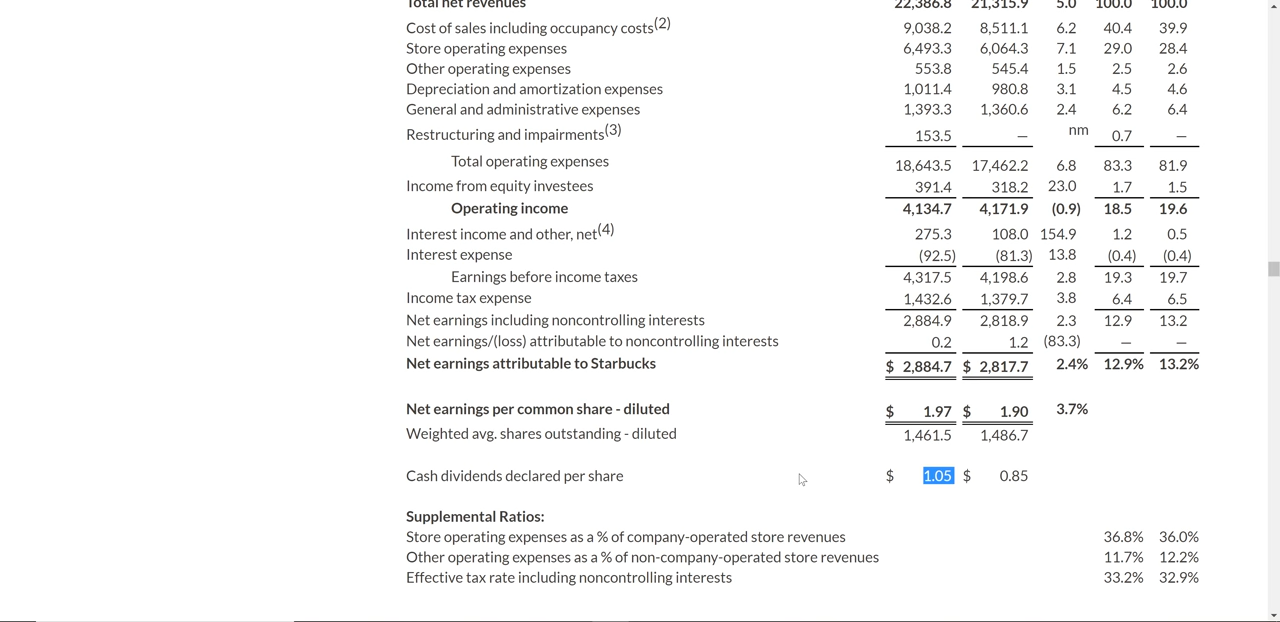 Total net revenues 22,386.8 21,315.9 5.0 100.0 100.0
Cost of sales including occupancy costs(2) 9,038.2 8,511.1 6.2 40.4 39.9
Store operating expenses 6,493.3 6,064.3 7.1 29.0 28.4
Other operating expenses 553.8 545.4 1.5 2.5 2.6
Depreciation and amortization expenses 1,011.4 980.8 3.1 4.5 4.6
General and administrative expenses 1,393.3 1,360.6 2.4 6.2 6.4
Restructuring and impairments(3) 153.5 — nm 0.7 —
Total operating expenses 18,643.5 17,462.2 6.8 83.3 81.9
Income from equity investees 391.4 318.2 23.0 1.7 1.5
Operating income 4,134.7 4,171.9 (0.9) 18.5 19.6
Interest income and other, net(4) 275.3 108.0 154.9 1.2 0.5
Interest expense (92.5) (81.3) 13.8 (0.4) (0.4)
Earnings before income taxes 4,317.5 4,198.6 2.8 19.3 19.7
Income tax expense 1,432.6 1,379.7 3.8 6.4 6.5
Net earnings including noncontrolling interests 2,884.9 2,818.9 2.3 12.9 13.2
Net earnings/(loss) attributable to noncontrolling interests 0.2 1.2 (83.3) — —
Net earnings attributable to Starbucks $ 2,884.7 $ 2,817.7 2.4% 12.9% 13.2%
Net earnings per common share - diluted $ 1.97 $ 1.90 3.7%
Weighted avg. shares outstanding - diluted 1,461.5 1,486.7
Cash dividends declared per share $ 1.05 $ 0.85
Supplemental Ratios:
Store operating expenses as a % of company-operated store revenues 36.8% 36.0%
Other operating expenses as a % of non-company-operated store revenues 11.7% 12.2%
Effective tax rate including noncontrolling interests 33.2% 32.9%